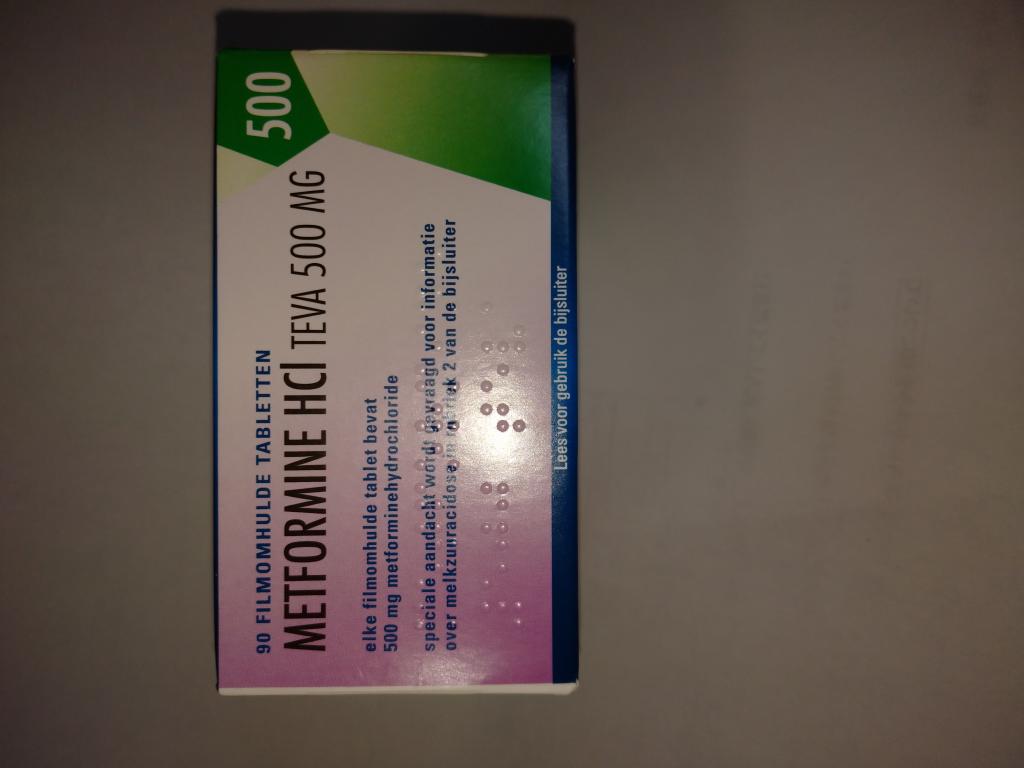 500
90 FILMOMHULDE TABLETTEN
METFORMINE HCl TEVA 500 MG
elke filmomhulde tablet bevat
500 mg metforminehydrochloride
speciale aandacht wordt gevraagd voor informatie
over melkzuuracidose in rubriek 2 van de bijsluiter
Lees voor gebruik de bijsluiter